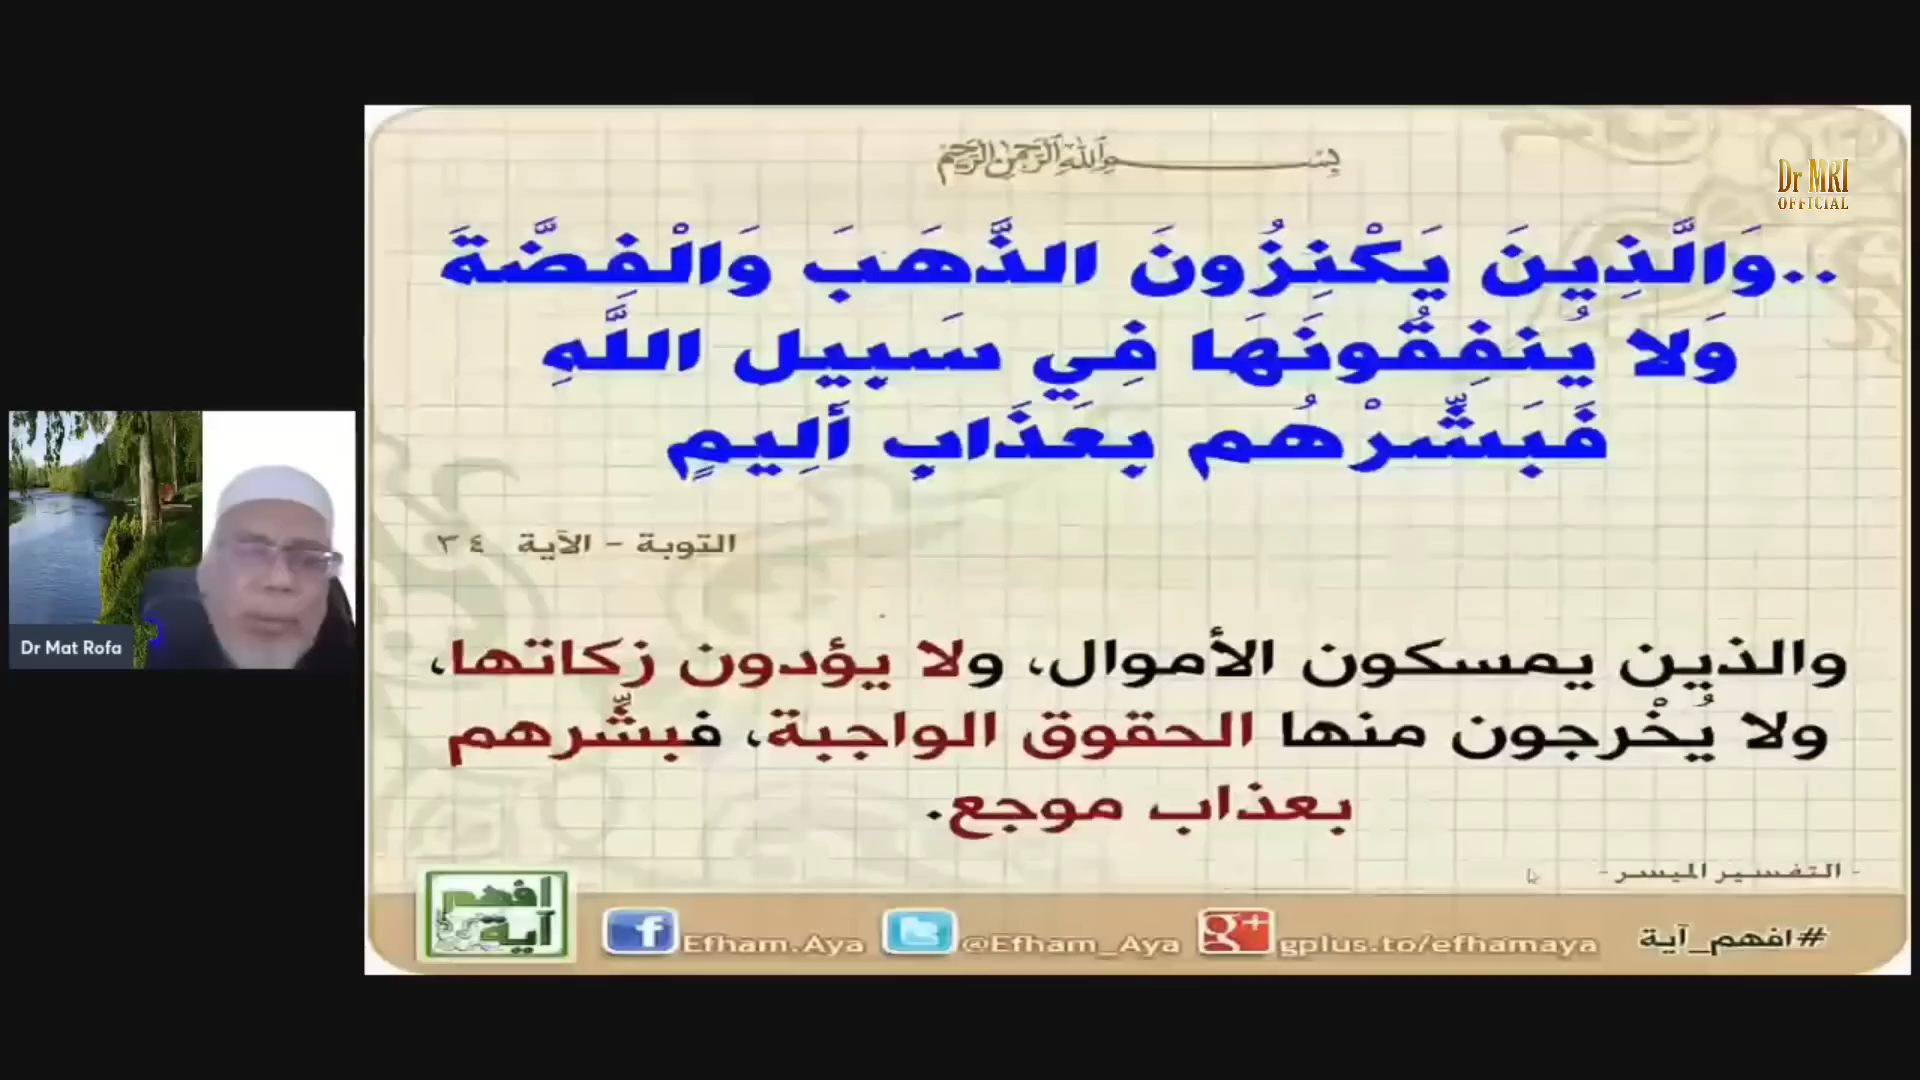 بسم الله الرحمن الرحيم
Dr MRI
OFFICIAL
..وَالَّذِينَ يَكْنِزُونَ الذَّهَبَ وَالْفِضَّةَ
وَلا يُنفِقُونَهَا فِي سَبِيلِ اللَّهِ
فَبَشِّرْهُم بِعَذَابٍ أَلِيمٍ
التوبة - الآية ٣٤
والذين يمسكون الأموال، ولا يؤدون زكاتها،
ولا يُخْرجون منها الحقوق الواجبة، فبشِّرهم
بعذاب موجع.
- التفسير الميسر-
Dr Mat Rofa
افهم
آية
Efham.Aya
@Efham_Aya
g+
gplus.to/efhamaya
#افهم_آية